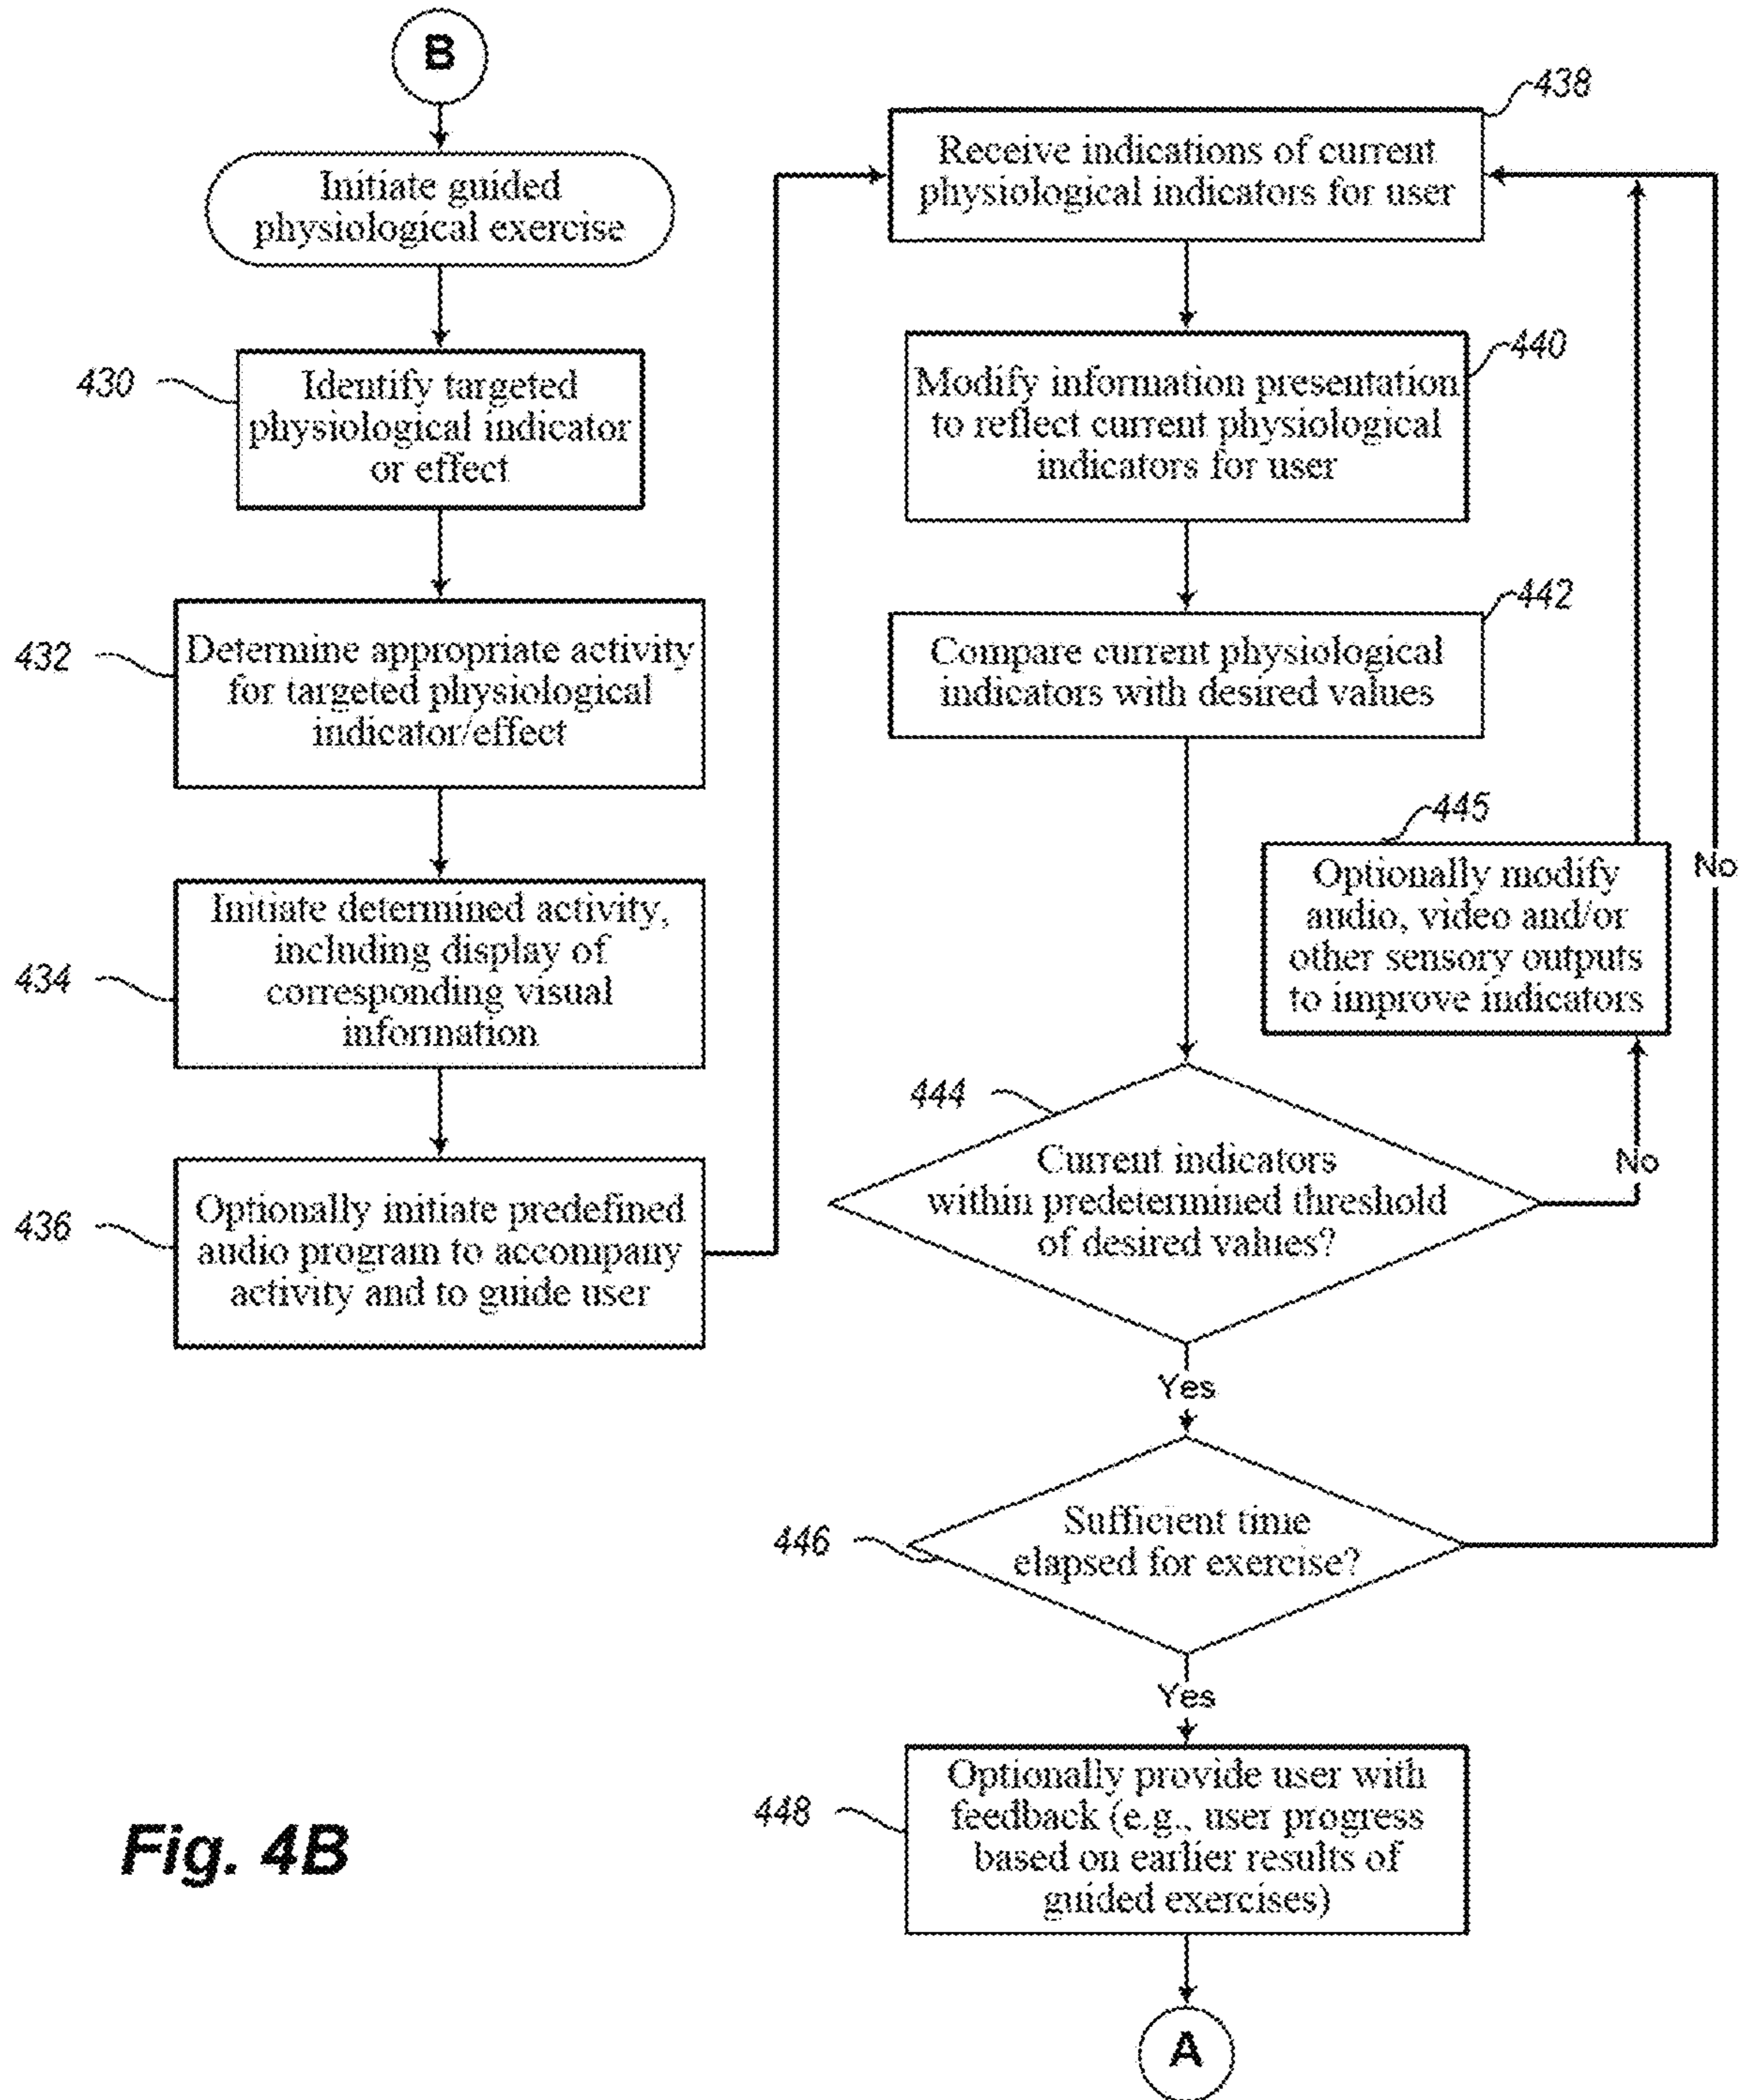 B
Initiate guided
physiological exercise
430
Identify targeted
physiological indicator
or effect
432
Determine appropriate activity
for targeted physiological
indicator/effect
434
Initiate determined activity,
including display of
corresponding visual
information
436
Optionally initiate predefined
audio program to accompany
activity and to guide user
438
Receive indications of current
physiological indicators for user
440
Modify information presentation
to reflect current physiological
indicators for user
442
Compare current physiological
indicators with desired values
445
Optionally modify
audio, video and/or
other sensory outputs
to improve indicators
No
444
Current indicators
within predetermined threshold
of desired values?
No
Yes
446
Sufficient time
elapsed for exercise?
Yes
448
Optionally provide user with
feedback (e.g., user progress
based on earlier results of
guided exercises)
A
Fig. 4B